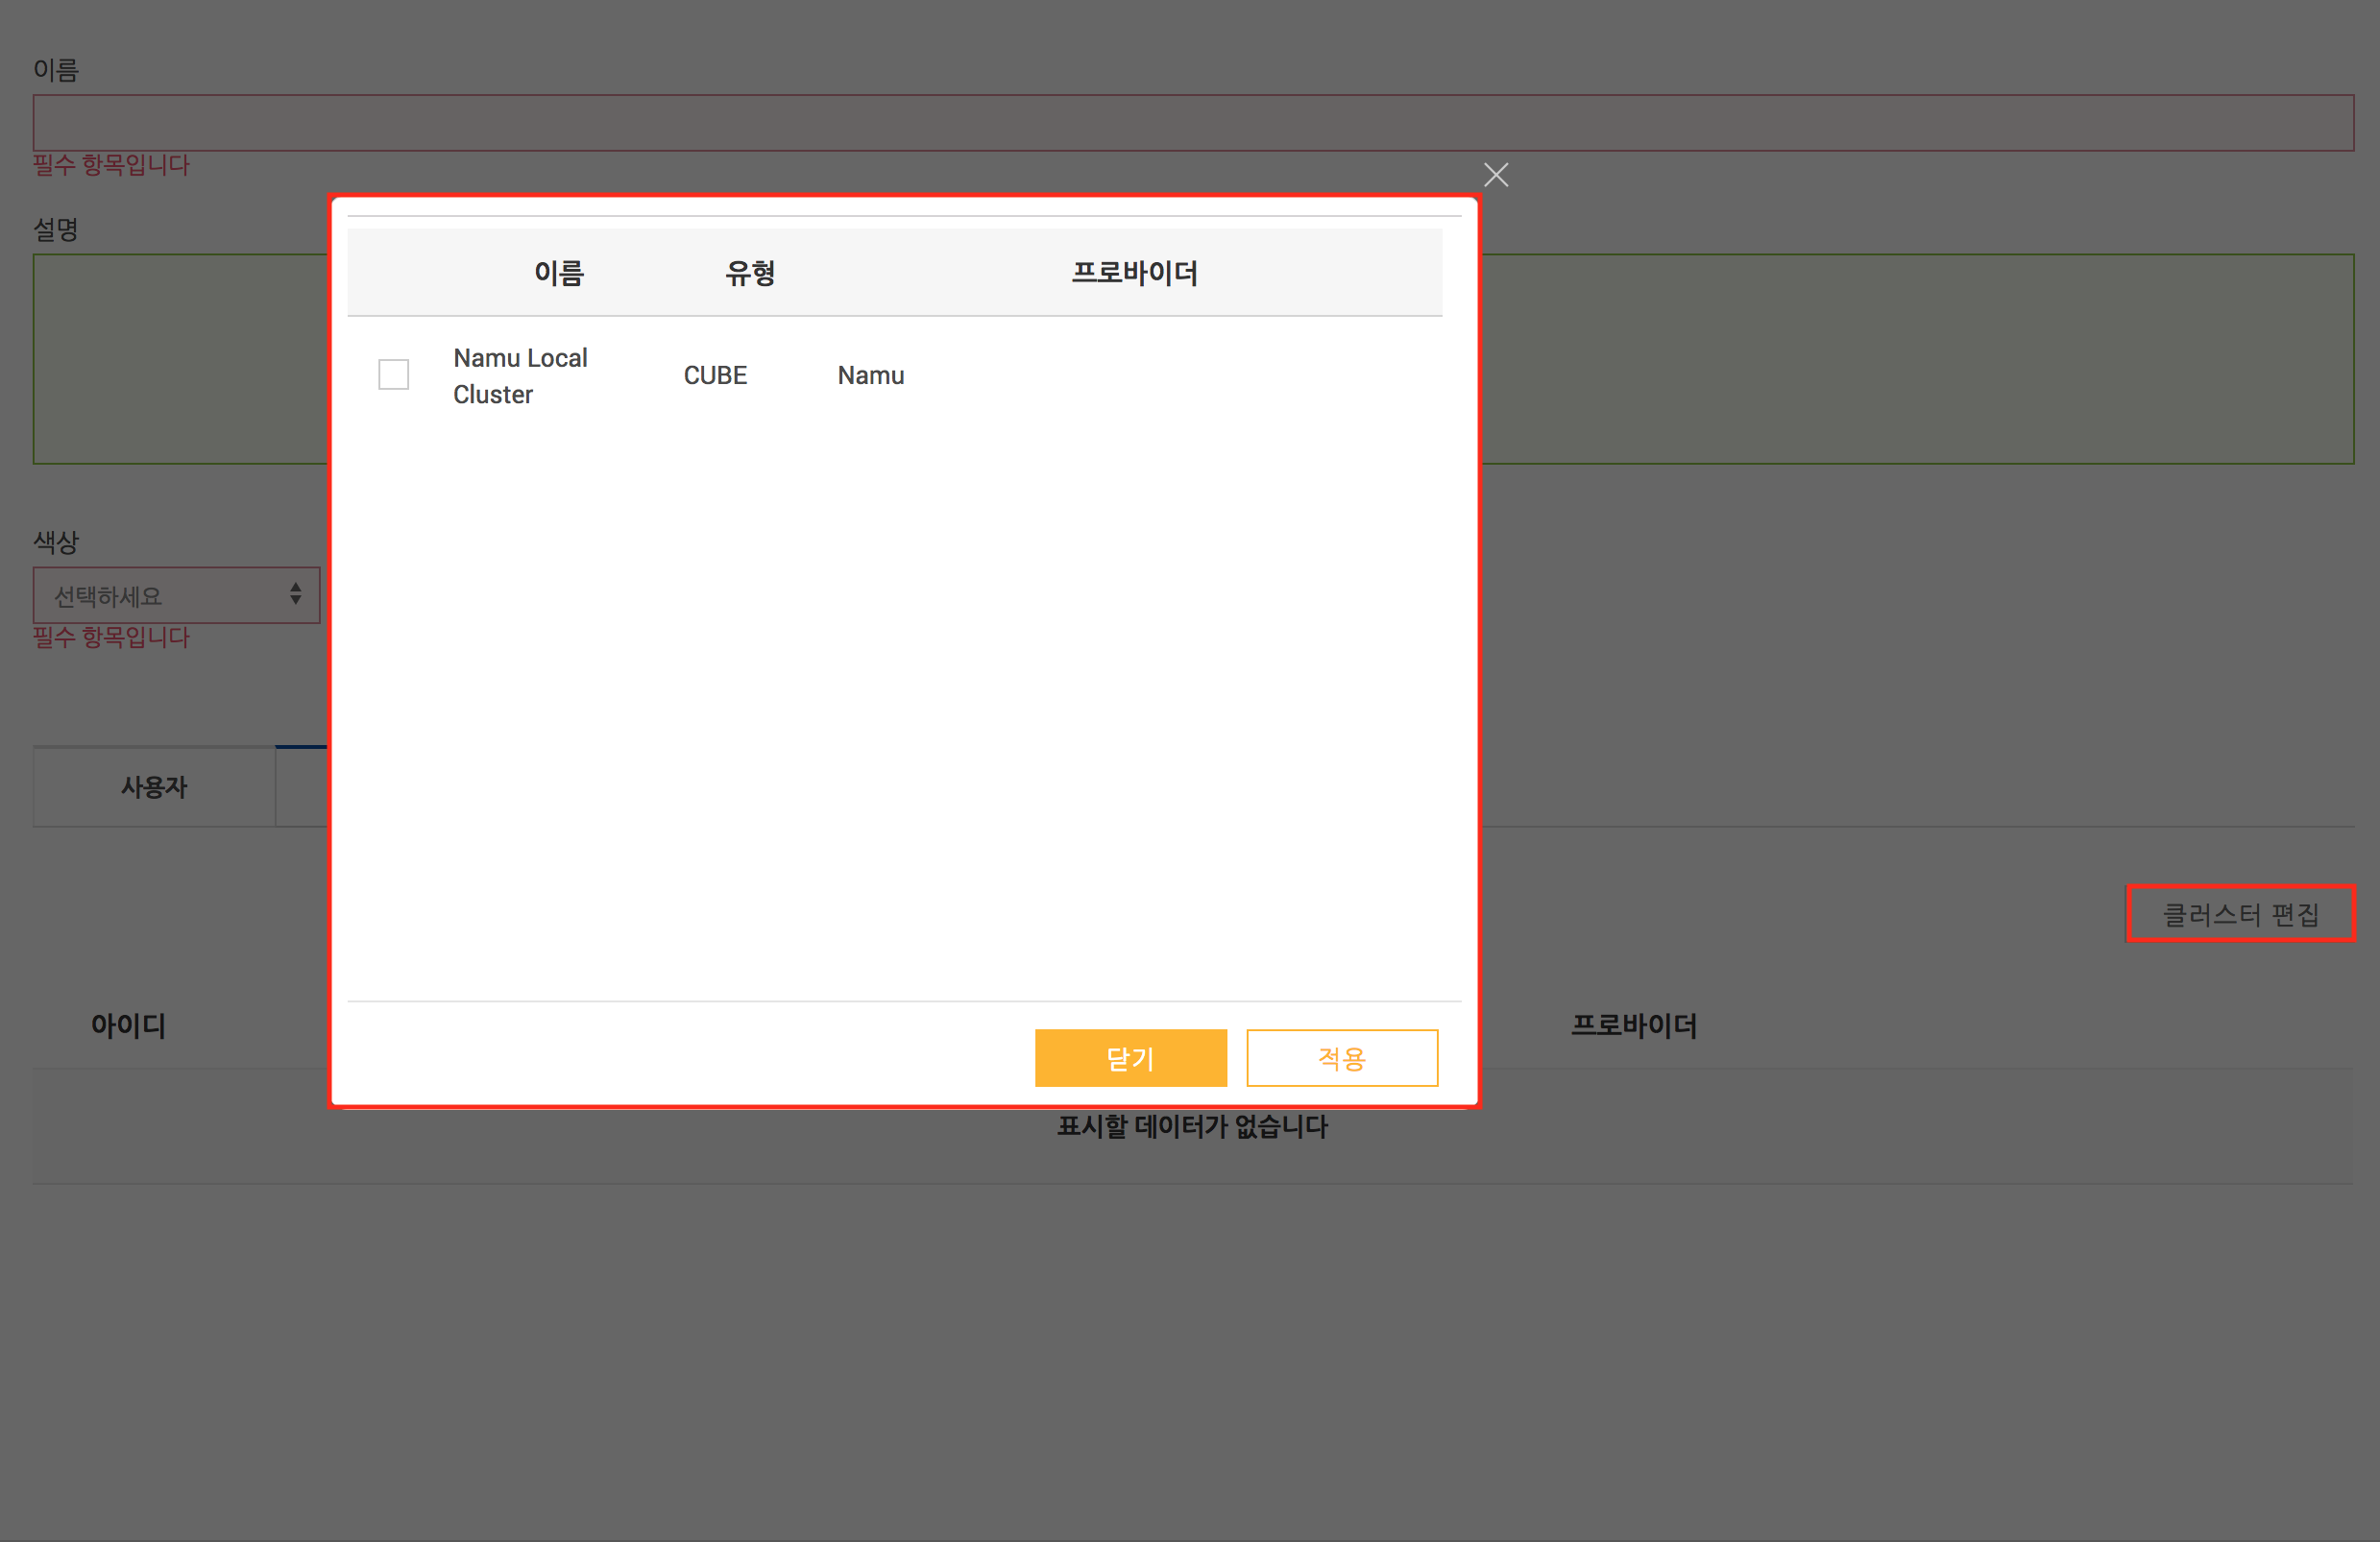 이름
필수 항목입니다
설명
색상
선택하세요
필수 항목입니다
사용자
클러스터 편집
아이디
프로바이더
표시할 데이터가 없습니다
이름 유형 프로바이더
Namu Local
Cluster
CUBE
Namu
닫기
적용